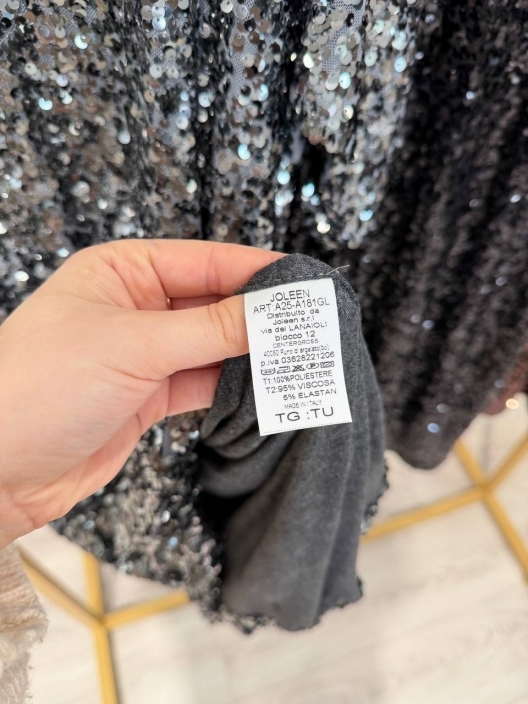 JOLEEN
ART:A25-A181GL
Distribuito da
Joleen s.r.l
via dei LANAIOLI
blocco 12
CENTERGROSS
40050 Funo di argelato(bo)
p.iva 03628221206
T1:100%POLIESTERE
T2:95% VISCOSA
5% ELASTAN
MADE IN ITALY
TG :TU